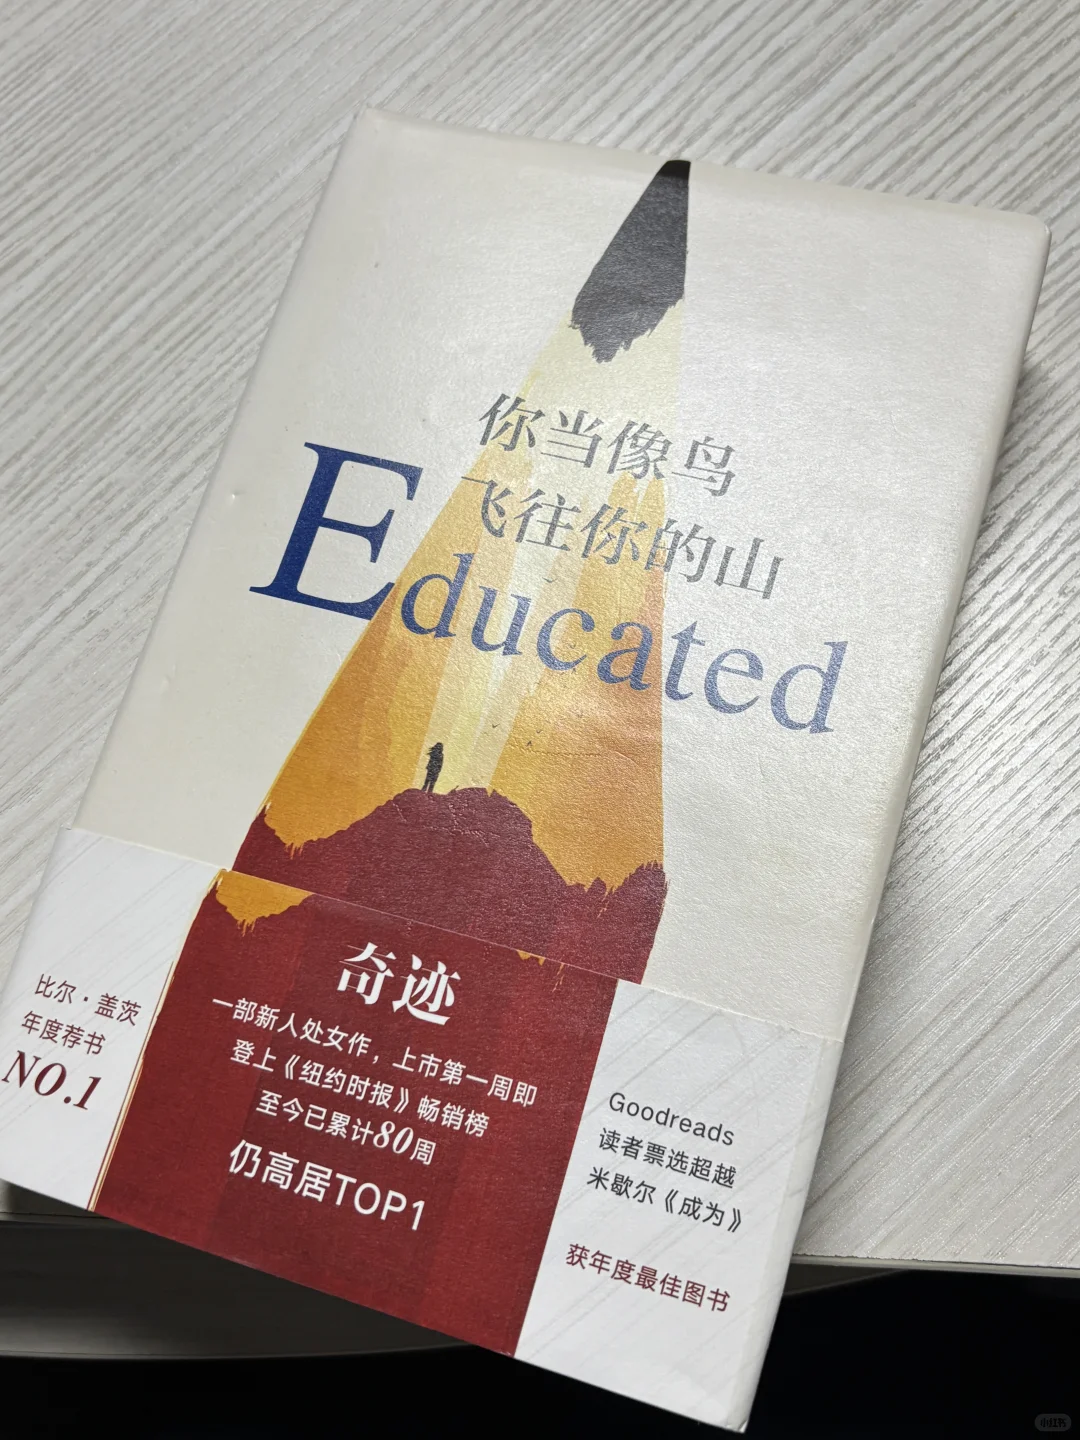 你当像鸟
飞往你的山
Educated
奇迹
一部新人处女作，上市第一周即
登上《纽约时报》畅销榜
至今已累计80周
仍高居TOP1
比尔·盖茨
年度荐书
NO.1
Goodreads
读者票选超越
米歇尔《成为》
获年度最佳图书
小红书